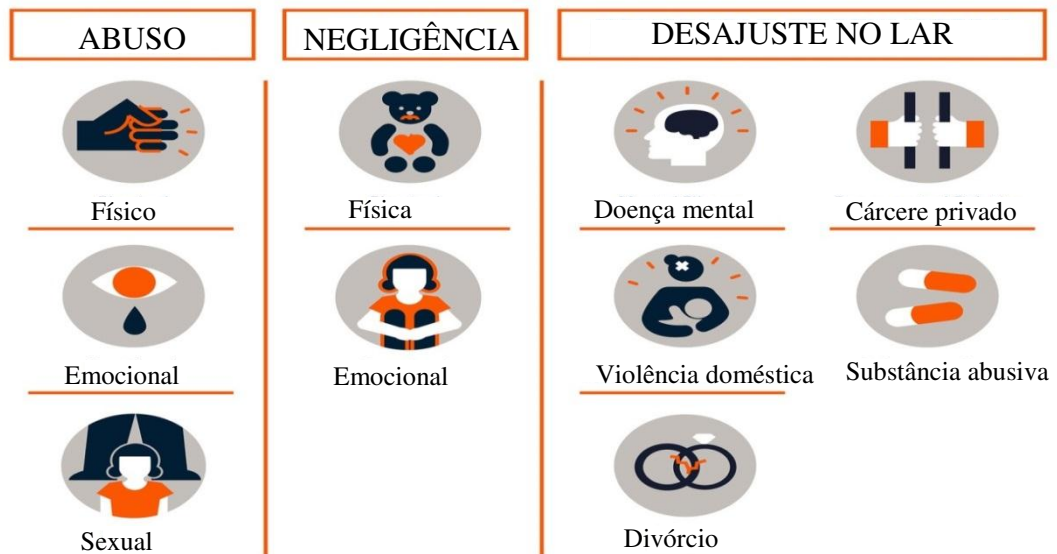 ABUSO
NEGLIGÊNCIA
DESAJUSTE NO LAR
Físico
Física
Doença mental
Cárcere privado
Emocional
Emocional
Violência doméstica
Substância abusiva
Sexual
Divórcio